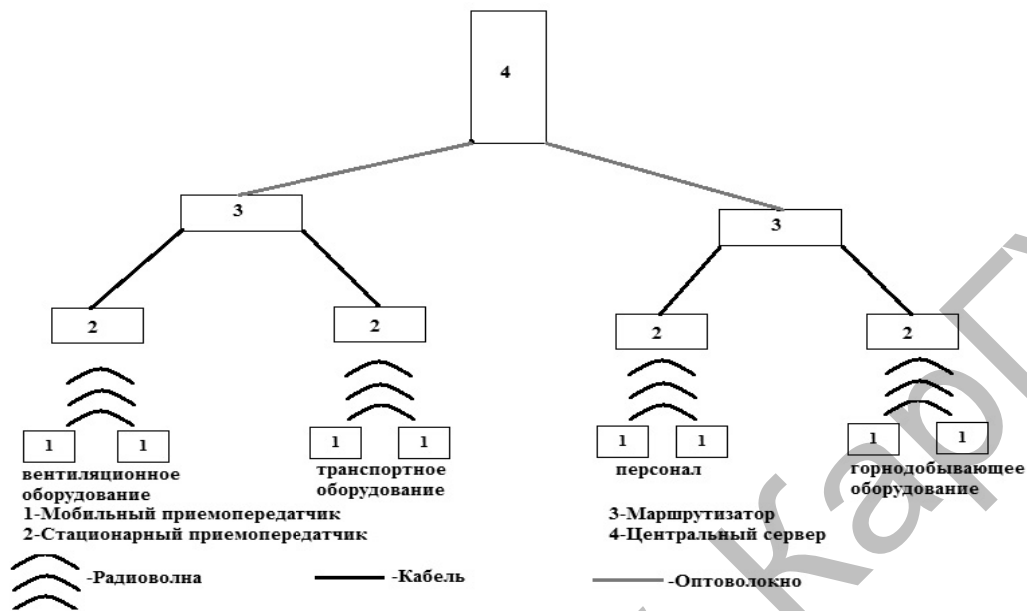 4
3
3
2
2
2
2
1
1
1
1
1
1
1
1
вентиляционное
оборудование
транспортное
оборудование
персонал
горнодобывающее
оборудование
1-Мобильный приемопередатчик
2-Стационарный приемопередатчик
3-Маршрутизатор
4-Центральный сервер
-Радиоволна
-Кабель
-Оптоволокно